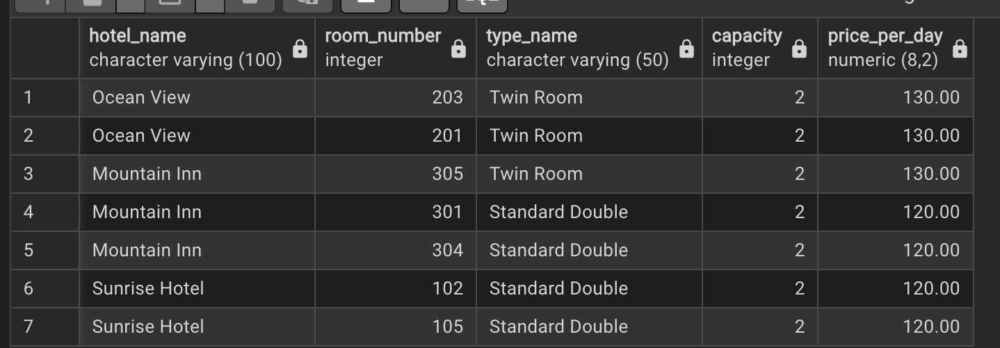 hotel_name room_number type_name capacity price_per_day
character varying (100) integer character varying (50) integer numeric (8,2)
1 Ocean View 203 Twin Room 2 130.00
2 Ocean View 201 Twin Room 2 130.00
3 Mountain Inn 305 Twin Room 2 130.00
4 Mountain Inn 301 Standard Double 2 120.00
5 Mountain Inn 304 Standard Double 2 120.00
6 Sunrise Hotel 102 Standard Double 2 120.00
7 Sunrise Hotel 105 Standard Double 2 120.00